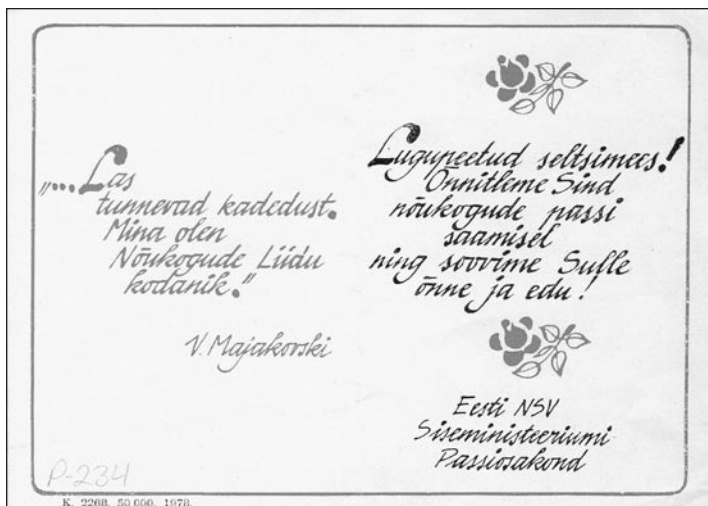 "...Las
tunnevad kadedust.
Mina olen
Nõukogude Liidu
kodanik."
V. Majakovski
Lugupeetud seltsimees!
Õnnitleme Sind
nõukogude passi
saamisel
ning soovime Sulle
õnne ja edu!
Eesti NSV
Siseministeeriumi
Passiosakond
P-234
K. 2268. 50 000. 1978.